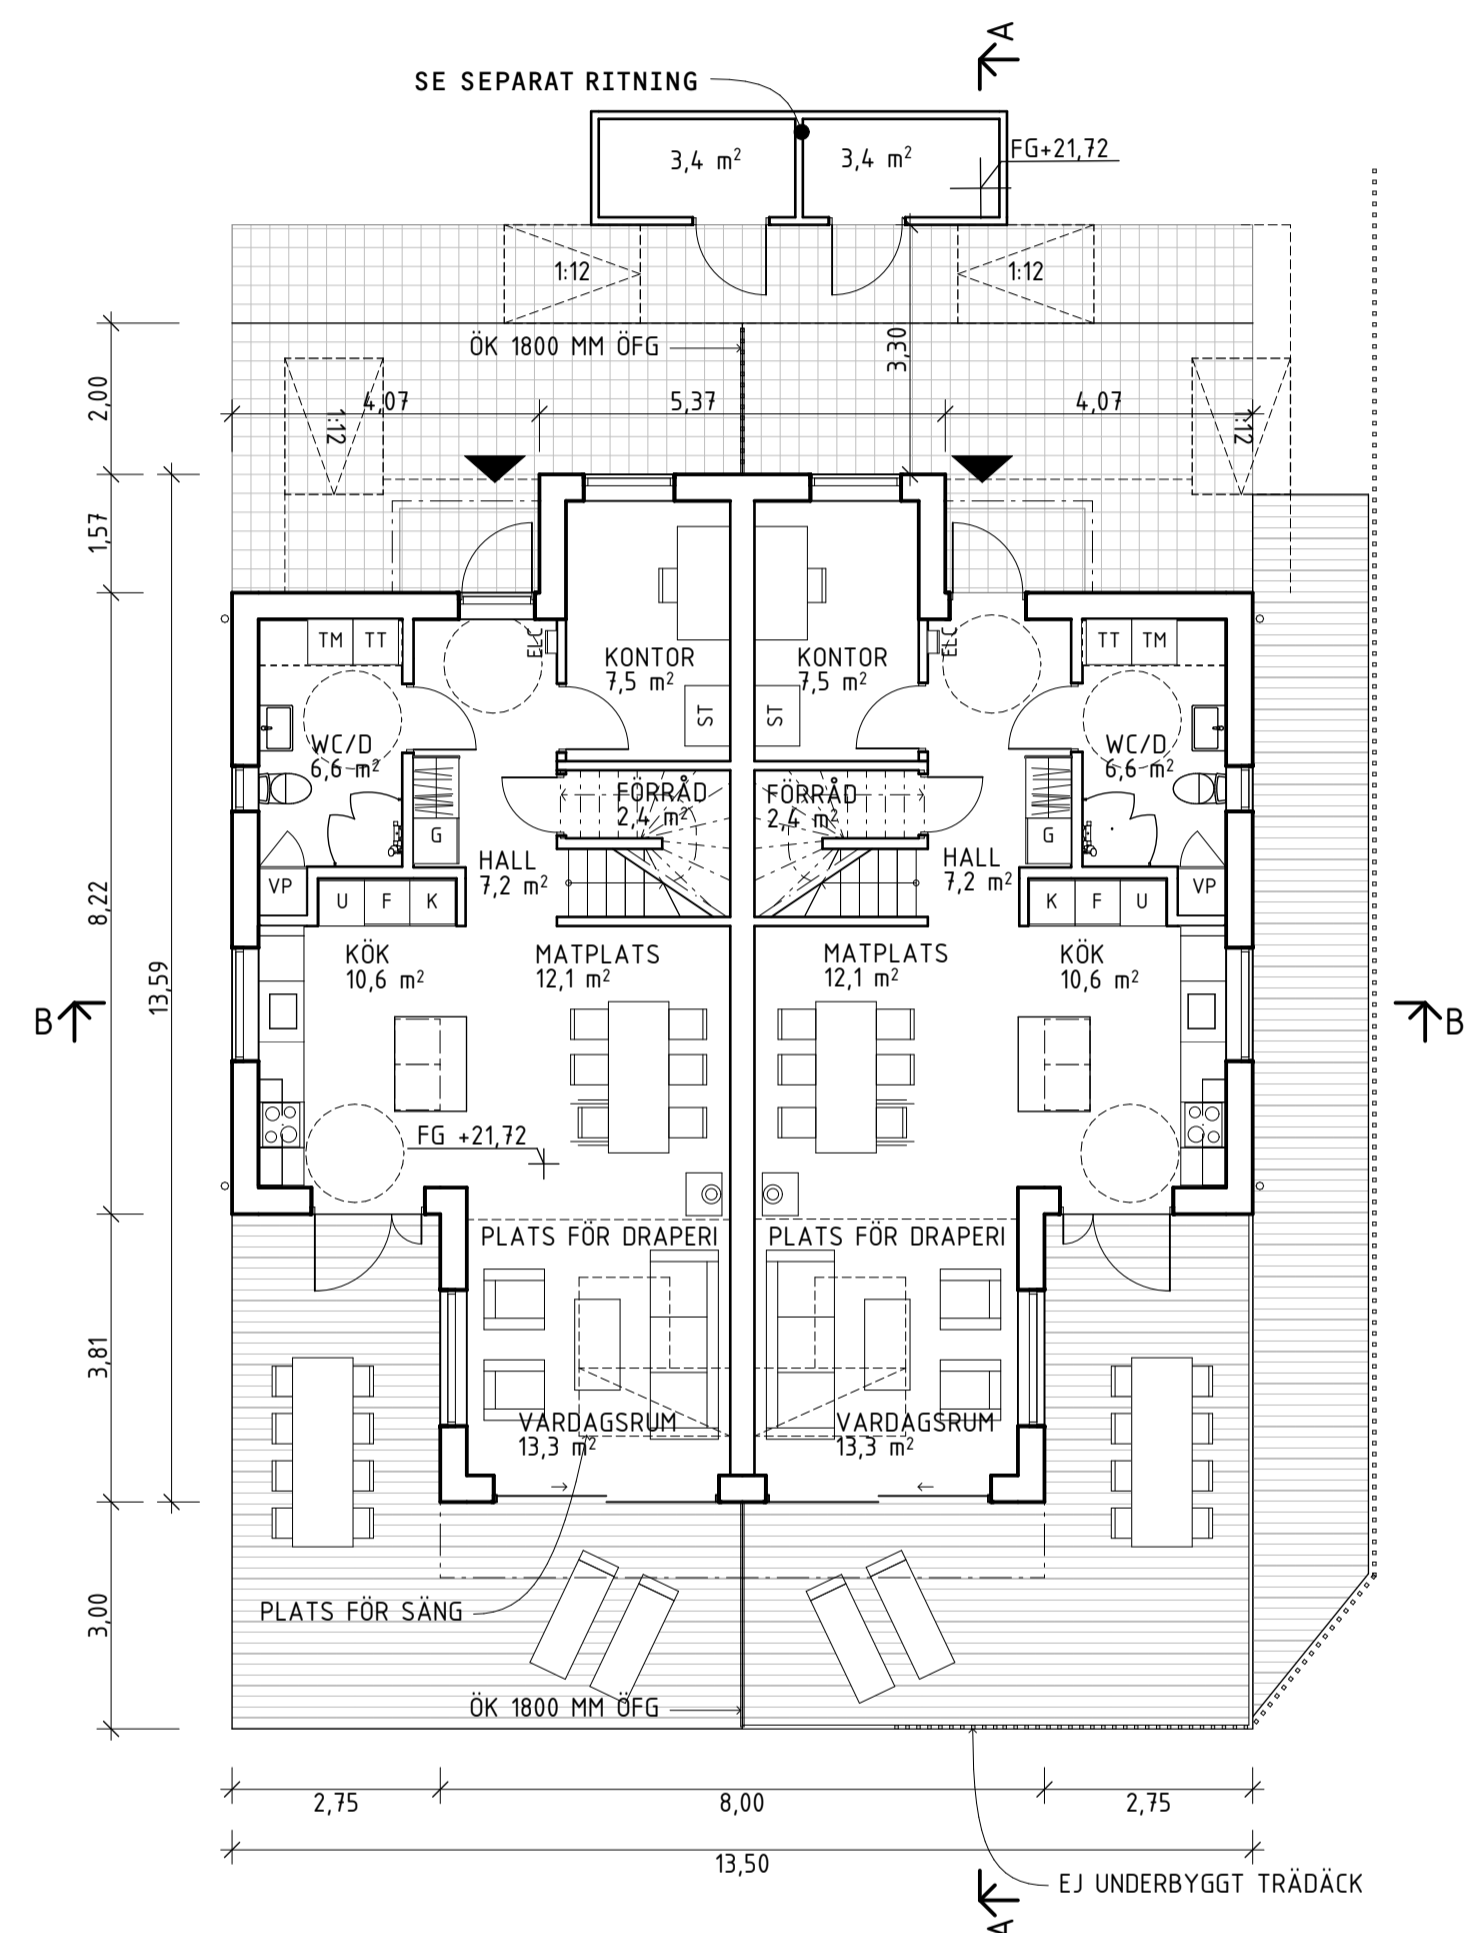 A
SE SEPARAT RITNING
3,4 m²
3,4 m²
FG+21,72
1:12
1:12
ÖK 1800 MM ÖFG
3,30
2,00
4,07
5,37
4,07
1:12
1:12
1,57
TM TT
ELC
KONTOR
7,5 m²
KONTOR
7,5 m²
ELC
TT TM
ST
ST
WC/D
6,6 m²
WC/D
6,6 m²
FÖRRÅD
2,4 m²
FÖRRÅD
2,4 m²
G
G
HALL
7,2 m²
HALL
7,2 m²
VP
U F K
K F U
VP
8,22
13,59
KÖK
10,6 m²
MATPLATS
12,1 m²
MATPLATS
12,1 m²
KÖK
10,6 m²
B
B
FG +21,72
PLATS FÖR DRAPERI
PLATS FÖR DRAPERI
3,81
VARDAGSRUM
13,3 m²
VARDAGSRUM
13,3 m²
3,00
PLATS FÖR SÄNG
ÖK 1800 MM ÖFG
2,75
8,00
2,75
13,50
EJ UNDERBYGGT TRÄDÄCK
A